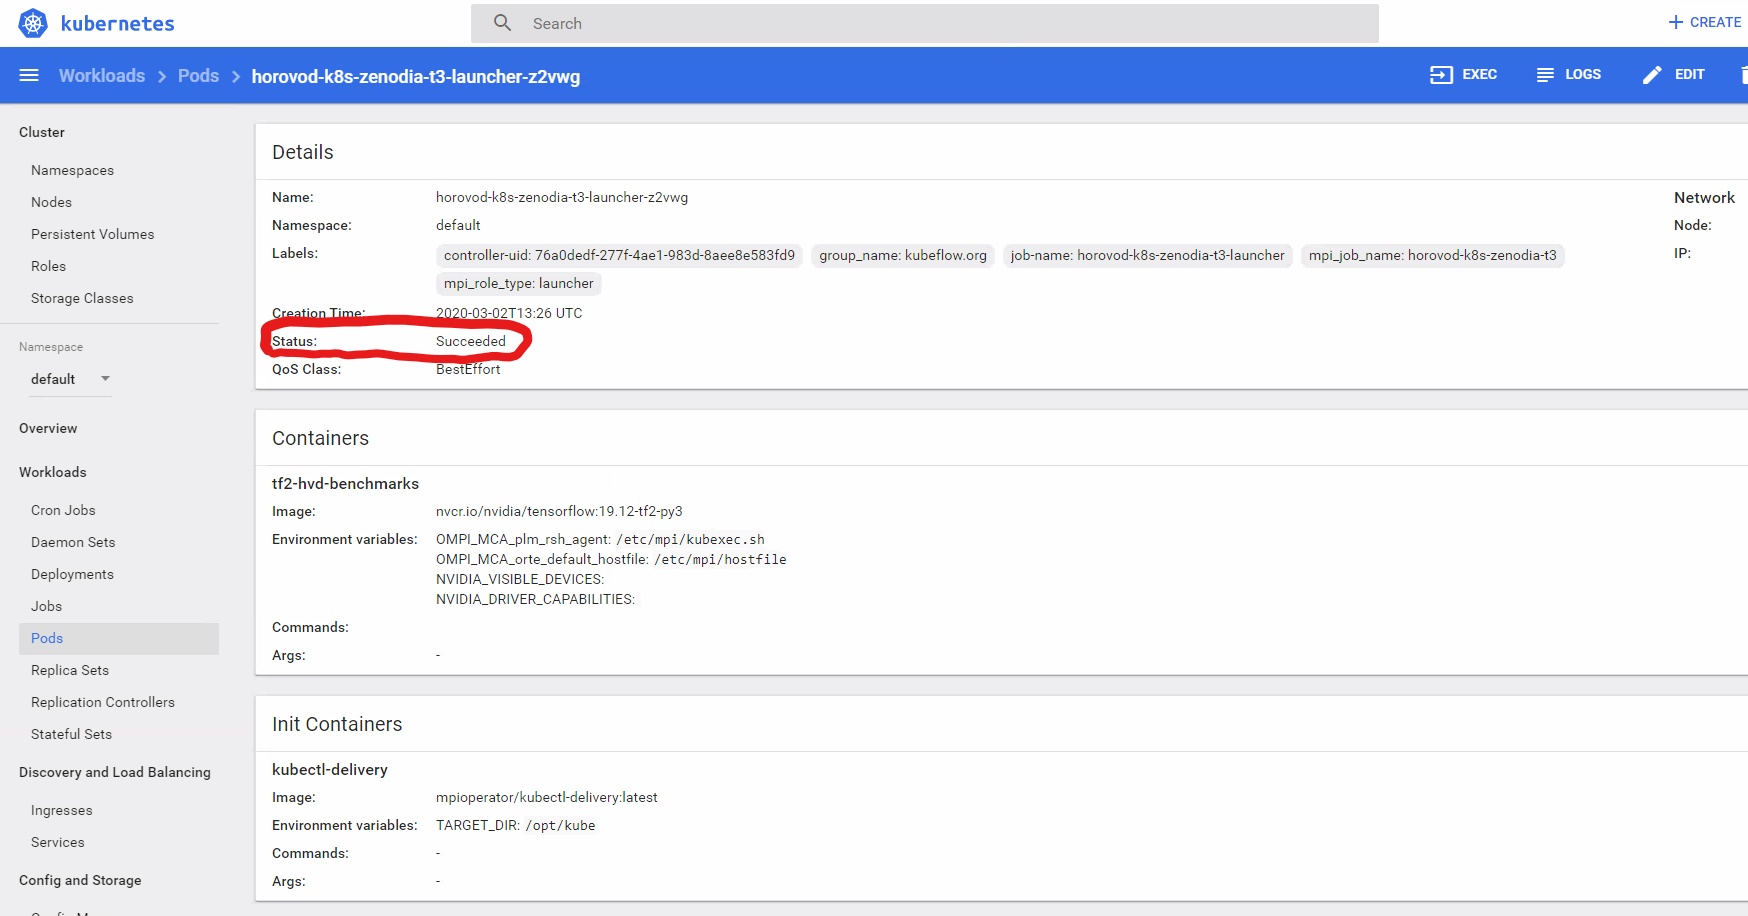 kubernetes
Search
CREATE
Workloads
Pods
horovod-k8s-zenodia-t3-launcher-z2vwg
EXEC
LOGS
EDIT
Cluster
Namespaces
Nodes
Persistent Volumes
Roles
Storage Classes
Namespace
default
Overview
Workloads
Cron Jobs
Daemon Sets
Deployments
Jobs
Pods
Replica Sets
Replication Controllers
Stateful Sets
Discovery and Load Balancing
Ingresses
Services
Config and Storage
Details
Name: horovod-k8s-zenodia-t3-launcher-z2vwg
Namespace: default
Labels: controller-uid: 76a0dedf-277f-4ae1-983d-8aee8e583fd9 group_name: kubeflow.org job-name: horovod-k8s-zenodia-t3-launcher mpi_job_name: horovod-k8s-zenodia-t3
mpi_role_type: launcher
Creation Time: 2020-03-02T13:26 UTC
Status: Succeeded
QoS Class: BestEffort
Network
Node:
IP:
Containers
tf2-hvd-benchmarks
Image: nvcr.io/nvidia/tensorflow:19.12-tf2-py3
Environment variables: OMPI_MCA_plm_rsh_agent: /etc/mpi/kubexec.sh
OMPI_MCA_orte_default_hostfile: /etc/mpi/hostfile
NVIDIA_VISIBLE_DEVICES:
NVIDIA_DRIVER_CAPABILITIES:
Commands:
Args: -
Init Containers
kubectl-delivery
Image: mpioperator/kubectl-delivery:latest
Environment variables: TARGET_DIR: /opt/kube
Commands: -
Args: -